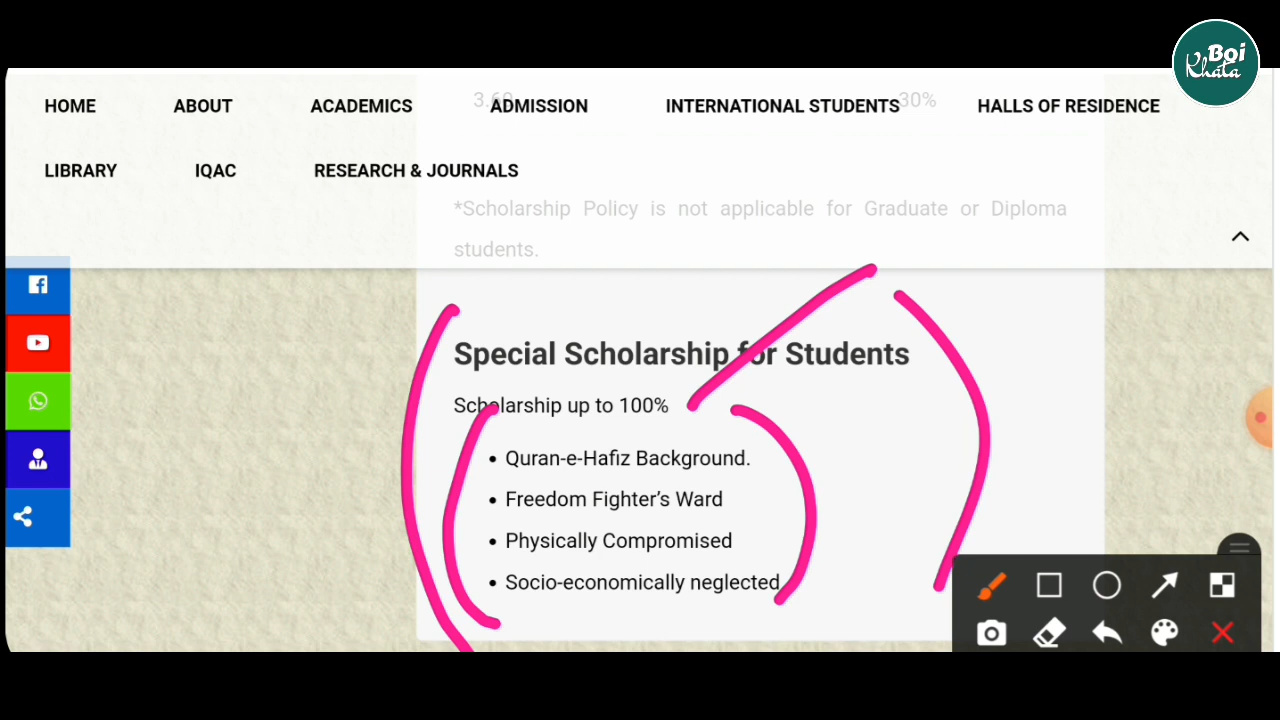 Boi
Khata
HOME ABOUT ACADEMICS ADMISSION INTERNATIONAL STUDENTS HALLS OF RESIDENCE
3.60 30%
LIBRARY IQAC RESEARCH & JOURNALS
*Scholarship Policy is not applicable for Graduate or Diploma
students.
Special Scholarship for Students
Scholarship up to 100%
• Quran-e-Hafiz Background.
• Freedom Fighter’s Ward
• Physically Compromised
• Socio-economically neglected